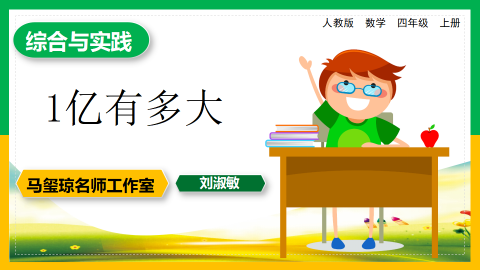 人教版 数学 四年级 上册
综合与实践
1亿有多大
马玺琼名师工作室
刘淑敏